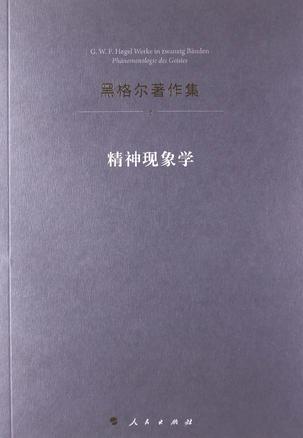 G. W. F. Hegel Werke in zwanzig Bänden
Phänomenologie des Geistes
黑格尔著作集
精神现象学
人民出版社